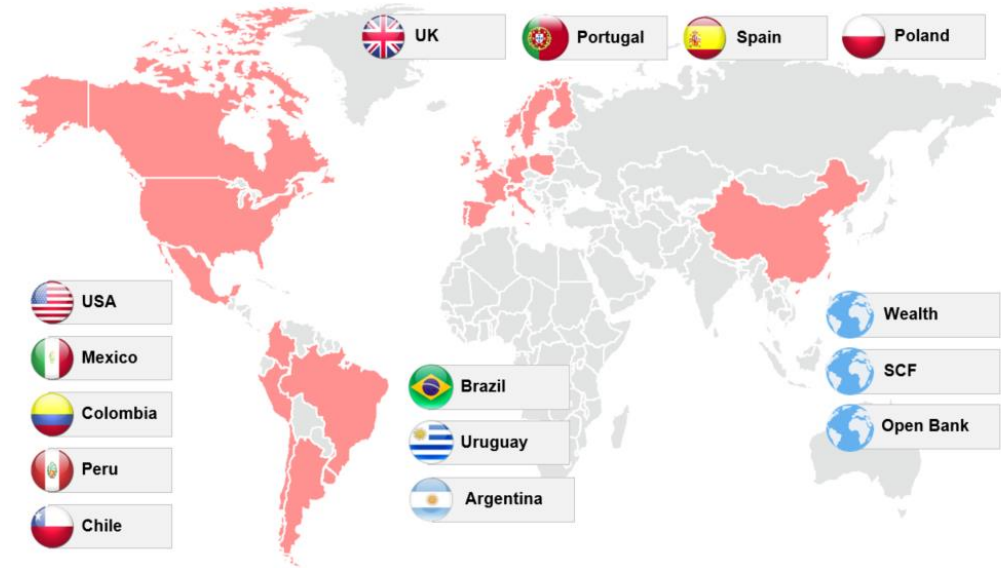 UK
Portugal
Spain
Poland
USA
Mexico
Colombia
Peru
Chile
Brazil
Uruguay
Argentina
Wealth
SCF
Open Bank